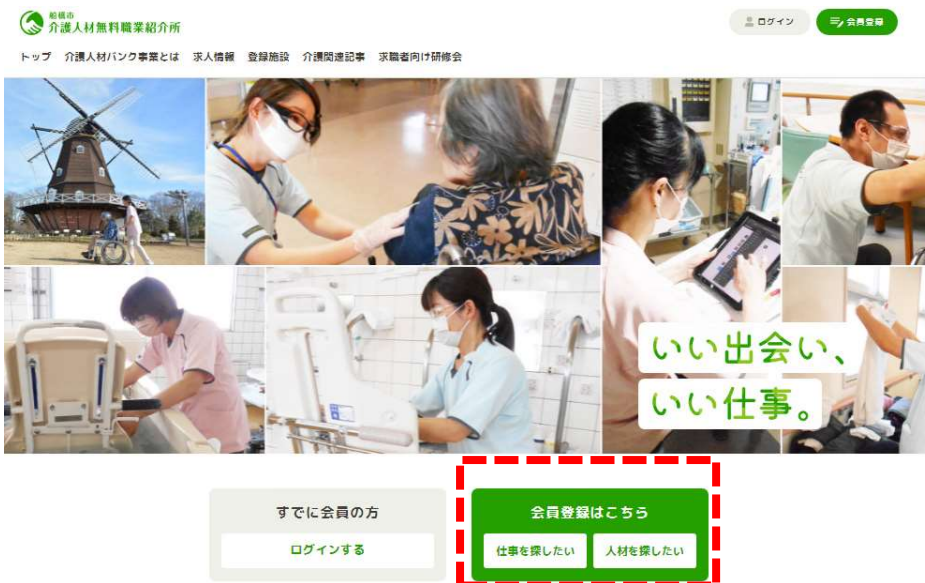 船橋市
介護人材無料職業紹介所
ログイン
会員登録
トップ 介護人材バンク事業とは 求人情報 登録施設 介護関連記事 求職者向け研修会
いい出会い、
いい仕事。
すでに会員の方
ログインする
会員登録はこちら
仕事を探したい 人材を探したい